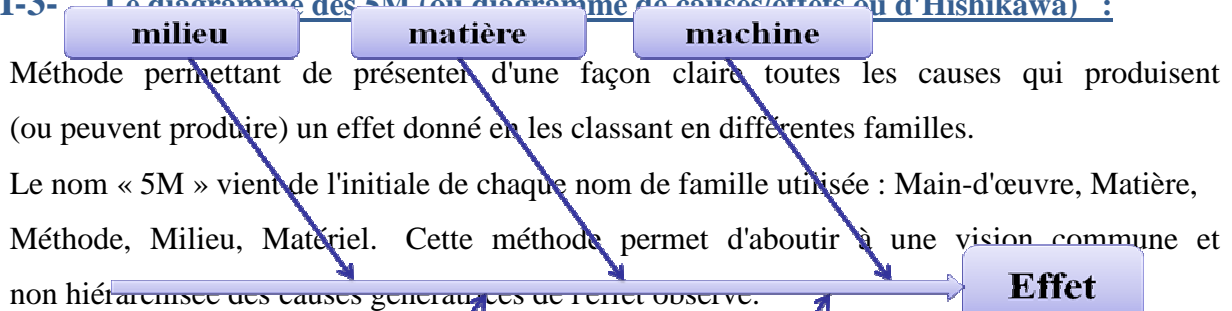 I-3- Le diagramme des 5M (ou diagramme de causes/effets ou d'Hishikawa) :
milieu matière machine
Méthode permettant de présenter d'une façon claire toutes les causes qui produisent
(ou peuvent produire) un effet donné en les classant en différentes familles.
Le nom « 5M » vient de l'initiale de chaque nom de famille utilisée : Main-d'œuvre, Matière,
Méthode, Milieu, Matériel. Cette méthode permet d'aboutir à une vision commune et
Effet
non hiérarchisée des causes génératrices de l'effet observé.